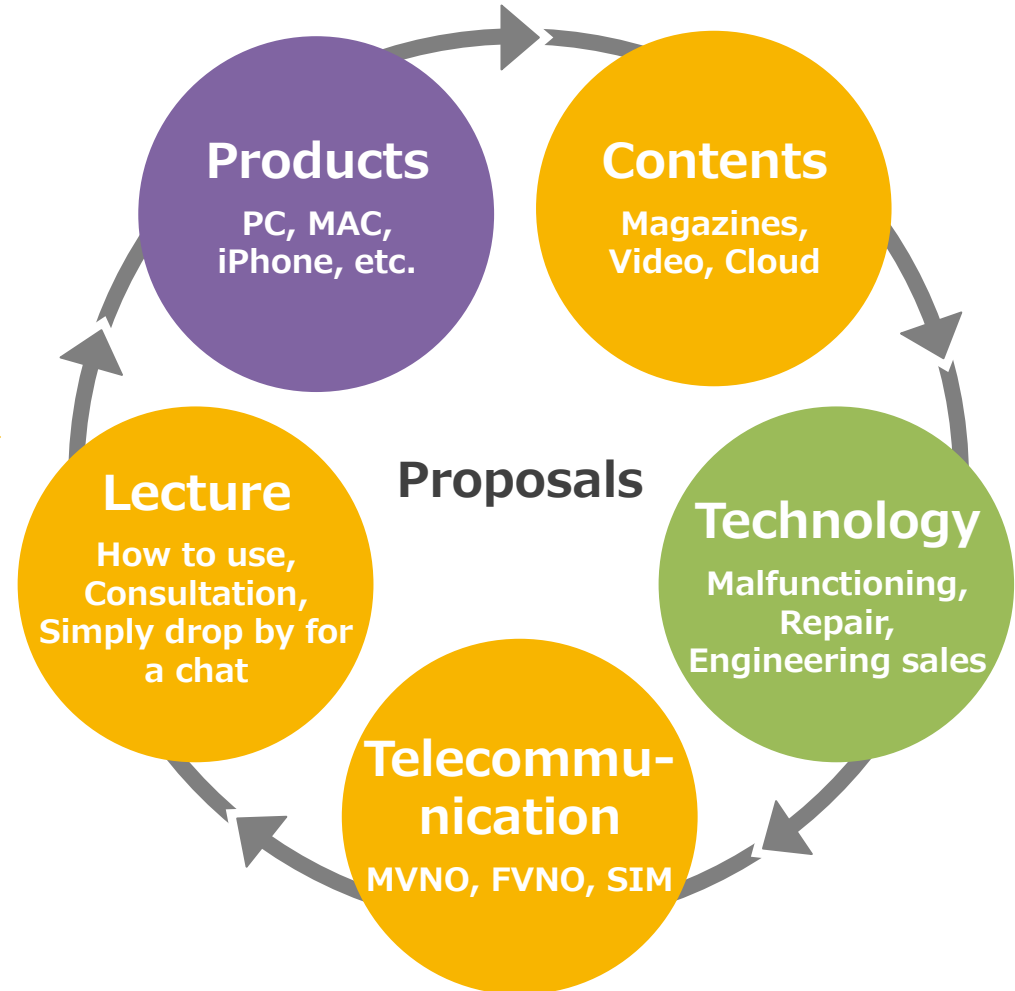 Products
PC, MAC,
iPhone, etc.
Contents
Magazines,
Video, Cloud
Proposals
Lecture
How to use,
Consultation,
Simply drop by for
a chat
Technology
Malfunctioning,
Repair,
Engineering sales
Telecommu-
nication
MVNO, FVNO, SIM